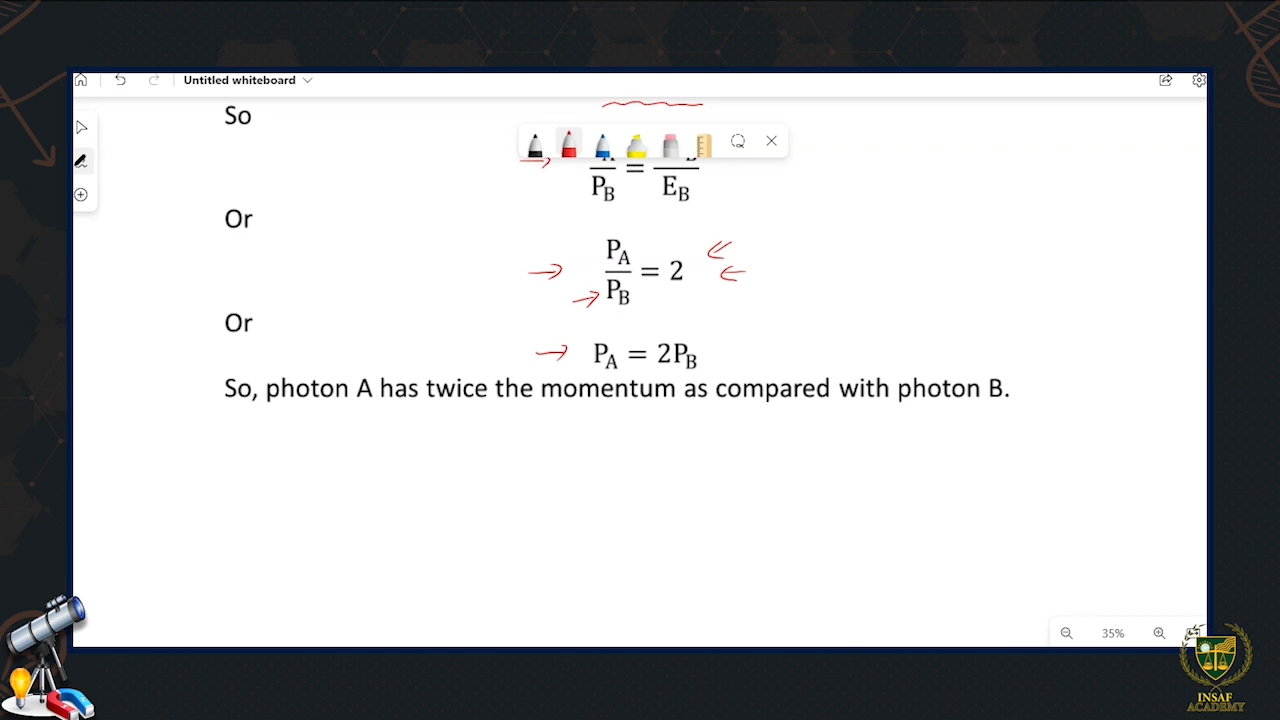 Untitled whiteboard
So
P_B = E_B
Or
P_A
P_B = 2
Or
P_A = 2P_B
So, photon A has twice the momentum as compared with photon B.
35%
INSAF
ACADEMY